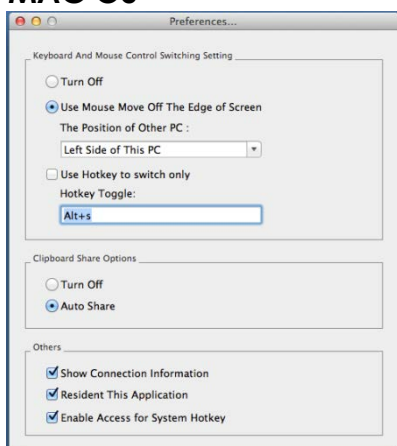 MAC OS
Preferences...
Keyboard And Mouse Control Switching Setting
Turn Off
Use Mouse Move Off The Edge of Screen
The Position of Other PC :
Left Side of This PC
Use Hotkey to switch only
Hotkey Toggle:
Alt+s
Clipboard Share Options
Turn Off
Auto Share
Others
Show Connection Information
Resident This Application
Enable Access for System Hotkey